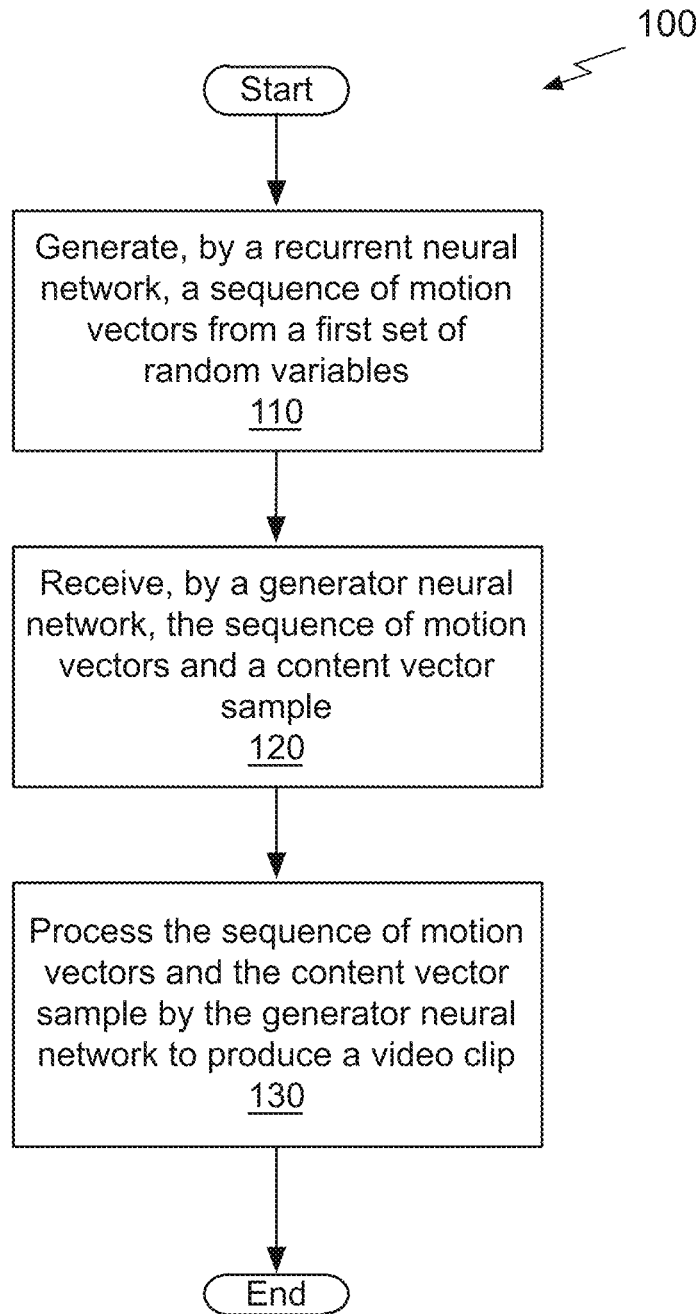 100
Start
Generate, by a recurrent neural
network, a sequence of motion
vectors from a first set of
random variables
110
Receive, by a generator neural
network, the sequence of motion
vectors and a content vector
sample
120
Process the sequence of motion
vectors and the content vector
sample by the generator neural
network to produce a video clip
130
End